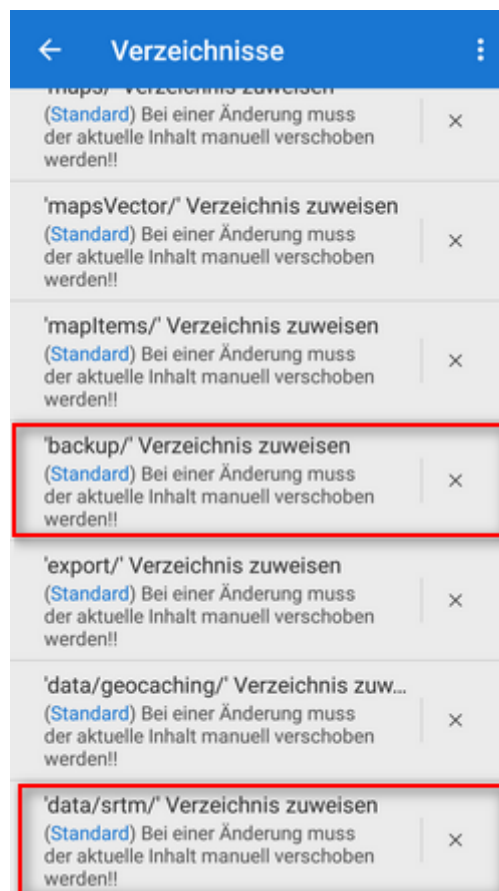 Verzeichnisse
'maps/' Verzeichnis zuweisen
(Standard) Bei einer Änderung muss
der aktuelle Inhalt manuell verschoben
werden!!
'mapsVector/' Verzeichnis zuweisen
(Standard) Bei einer Änderung muss
der aktuelle Inhalt manuell verschoben
werden!!
'mapItems/' Verzeichnis zuweisen
(Standard) Bei einer Änderung muss
der aktuelle Inhalt manuell verschoben
werden!!
'backup/' Verzeichnis zuweisen
(Standard) Bei einer Änderung muss
der aktuelle Inhalt manuell verschoben
werden!!
'export/' Verzeichnis zuweisen
(Standard) Bei einer Änderung muss
der aktuelle Inhalt manuell verschoben
werden!!
'data/geocaching/' Verzeichnis zuw...
(Standard) Bei einer Änderung muss
der aktuelle Inhalt manuell verschoben
werden!!
'data/srtm/' Verzeichnis zuweisen
(Standard) Bei einer Änderung muss
der aktuelle Inhalt manuell verschoben
werden!!